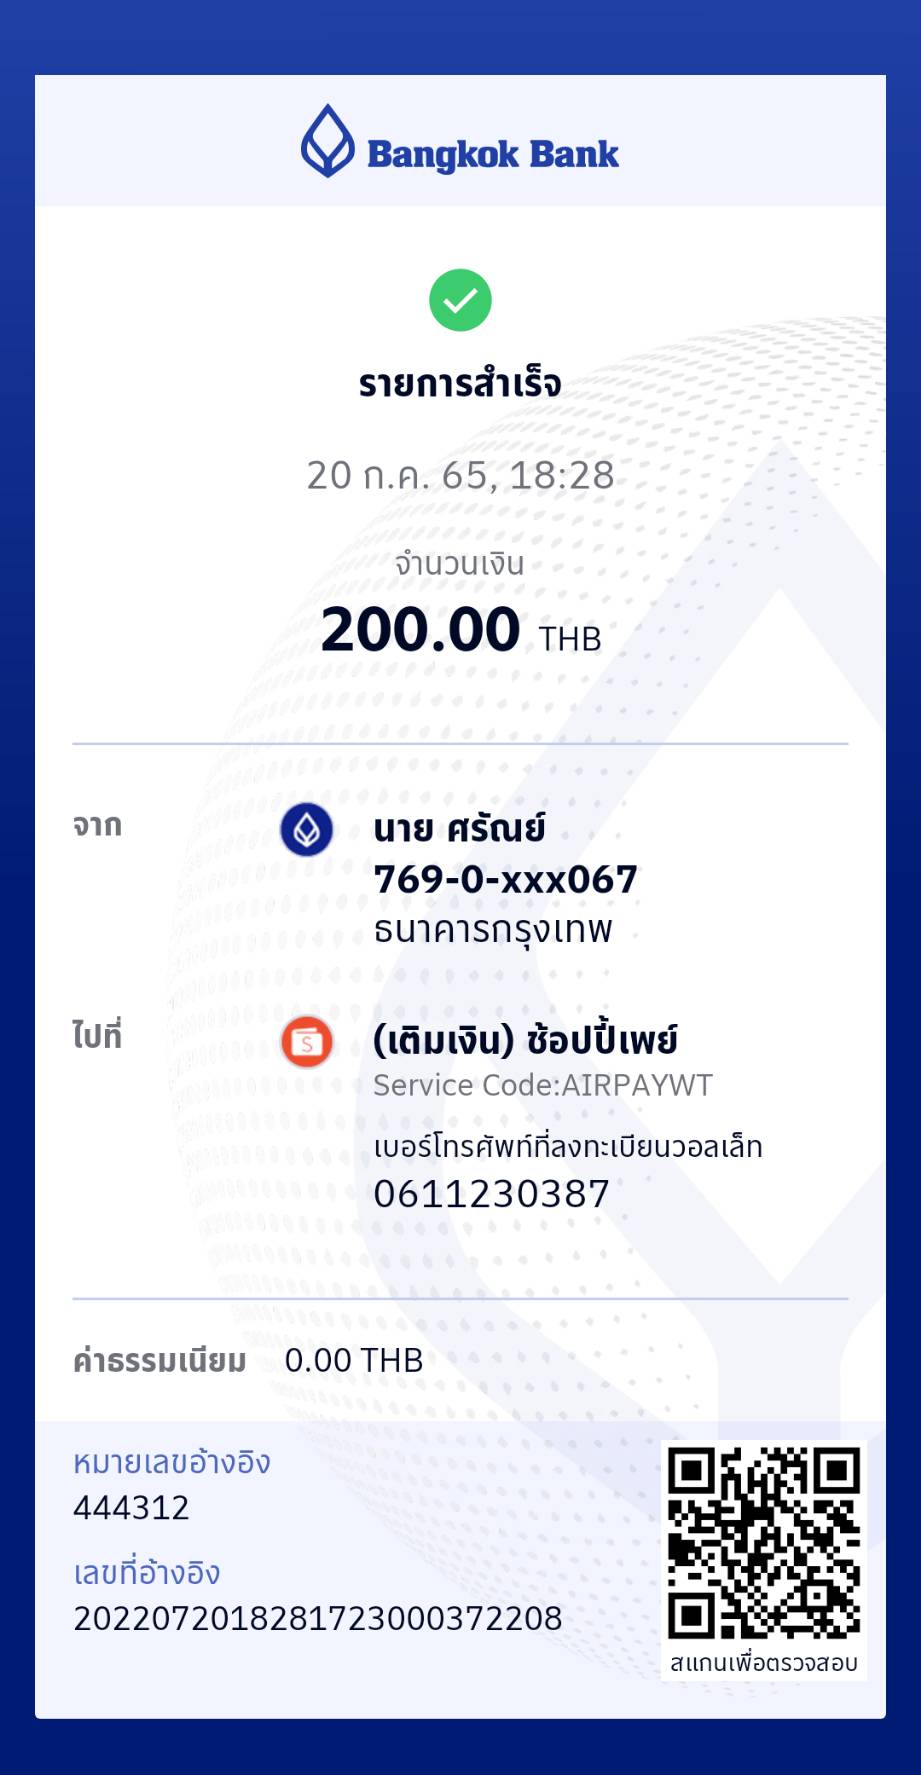 Bangkok Bank
รายการสำเร็จ
20 ก.ค. 65, 18:28
จำนวนเงิน
200.00 THB
จาก
นาย ศรัณย์
769-0-xxx067
ธนาคารกรุงเทพ
ไปที่
(เติมเงิน) ช้อปปี้เพย์
Service Code:AIRPAYWT
เบอร์โทรศัพท์ที่ลงทะเบียนวอลเล็ท
0611230387
ค่าธรรมเนียม 0.00 THB
หมายเลขอ้างอิง
444312
เลขที่อ้างอิง
2022072018281723000372208
สแกนเพื่อตรวจสอบ